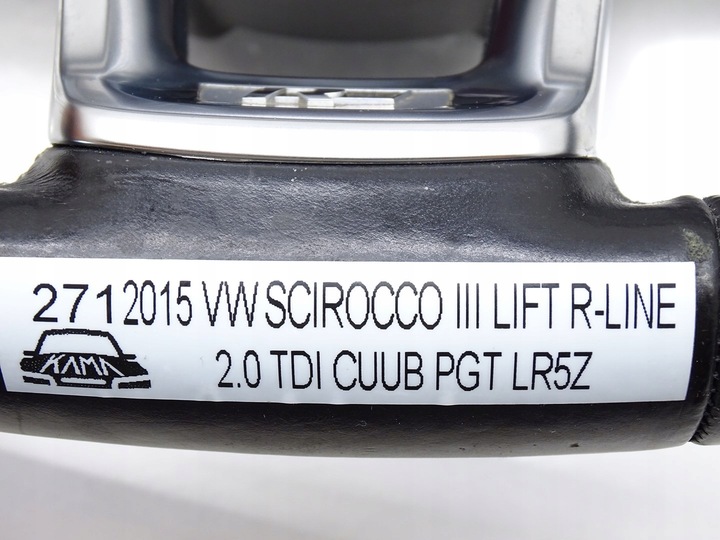 271 2015 VW SCIROCCO III LIFT R-LINE
KAMA
2.0 TDI CUUB PGT LR5Z